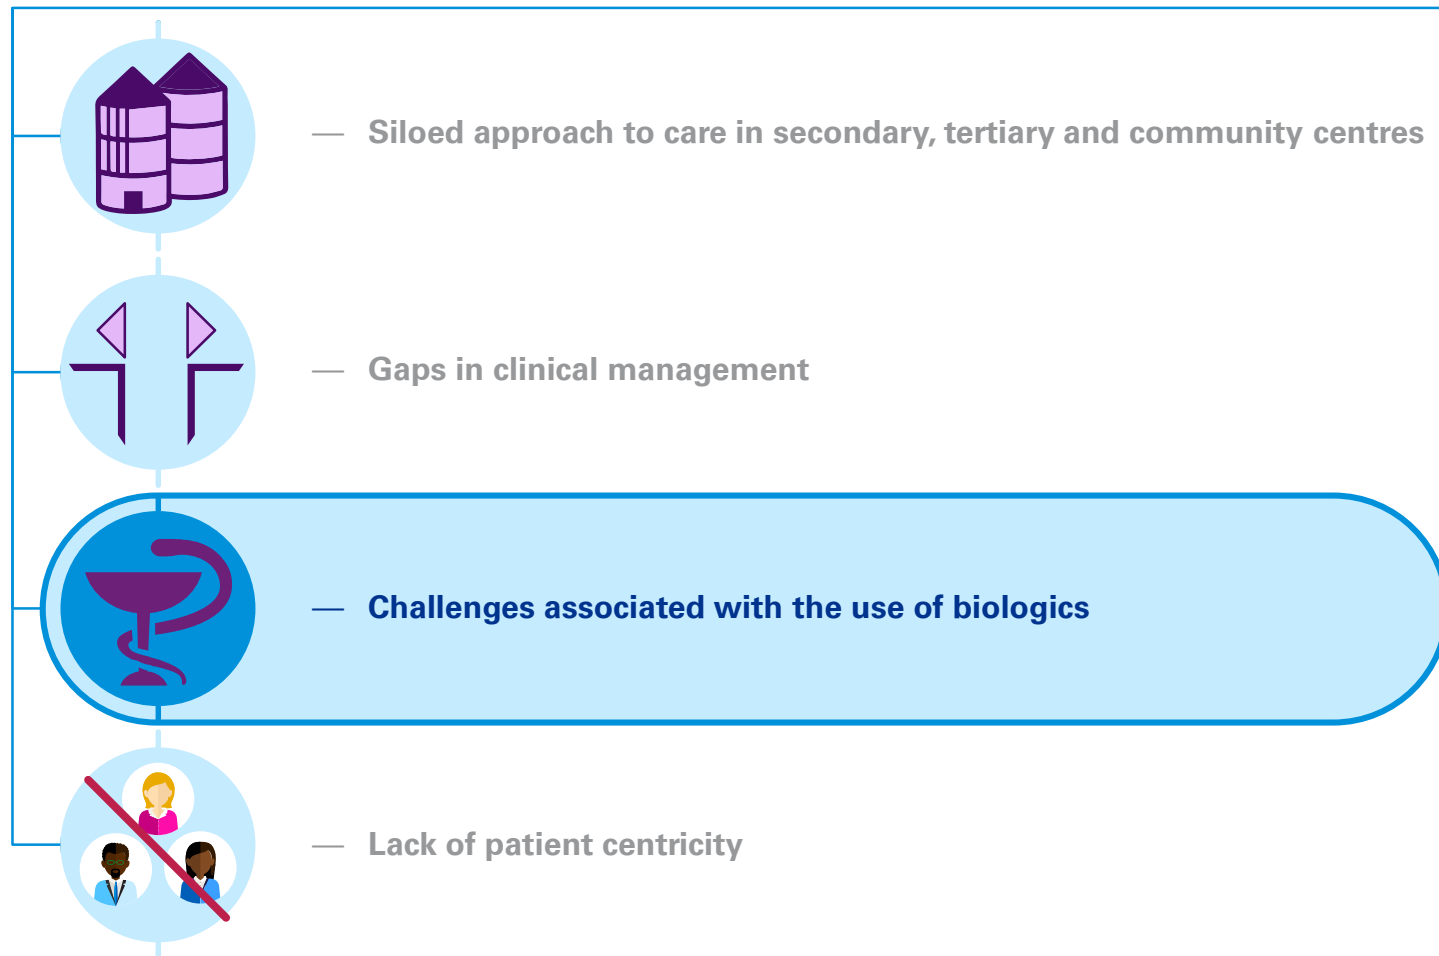 — Siloed approach to care in secondary, tertiary and community centres
— Gaps in clinical management
— Challenges associated with the use of biologics
— Lack of patient centricity